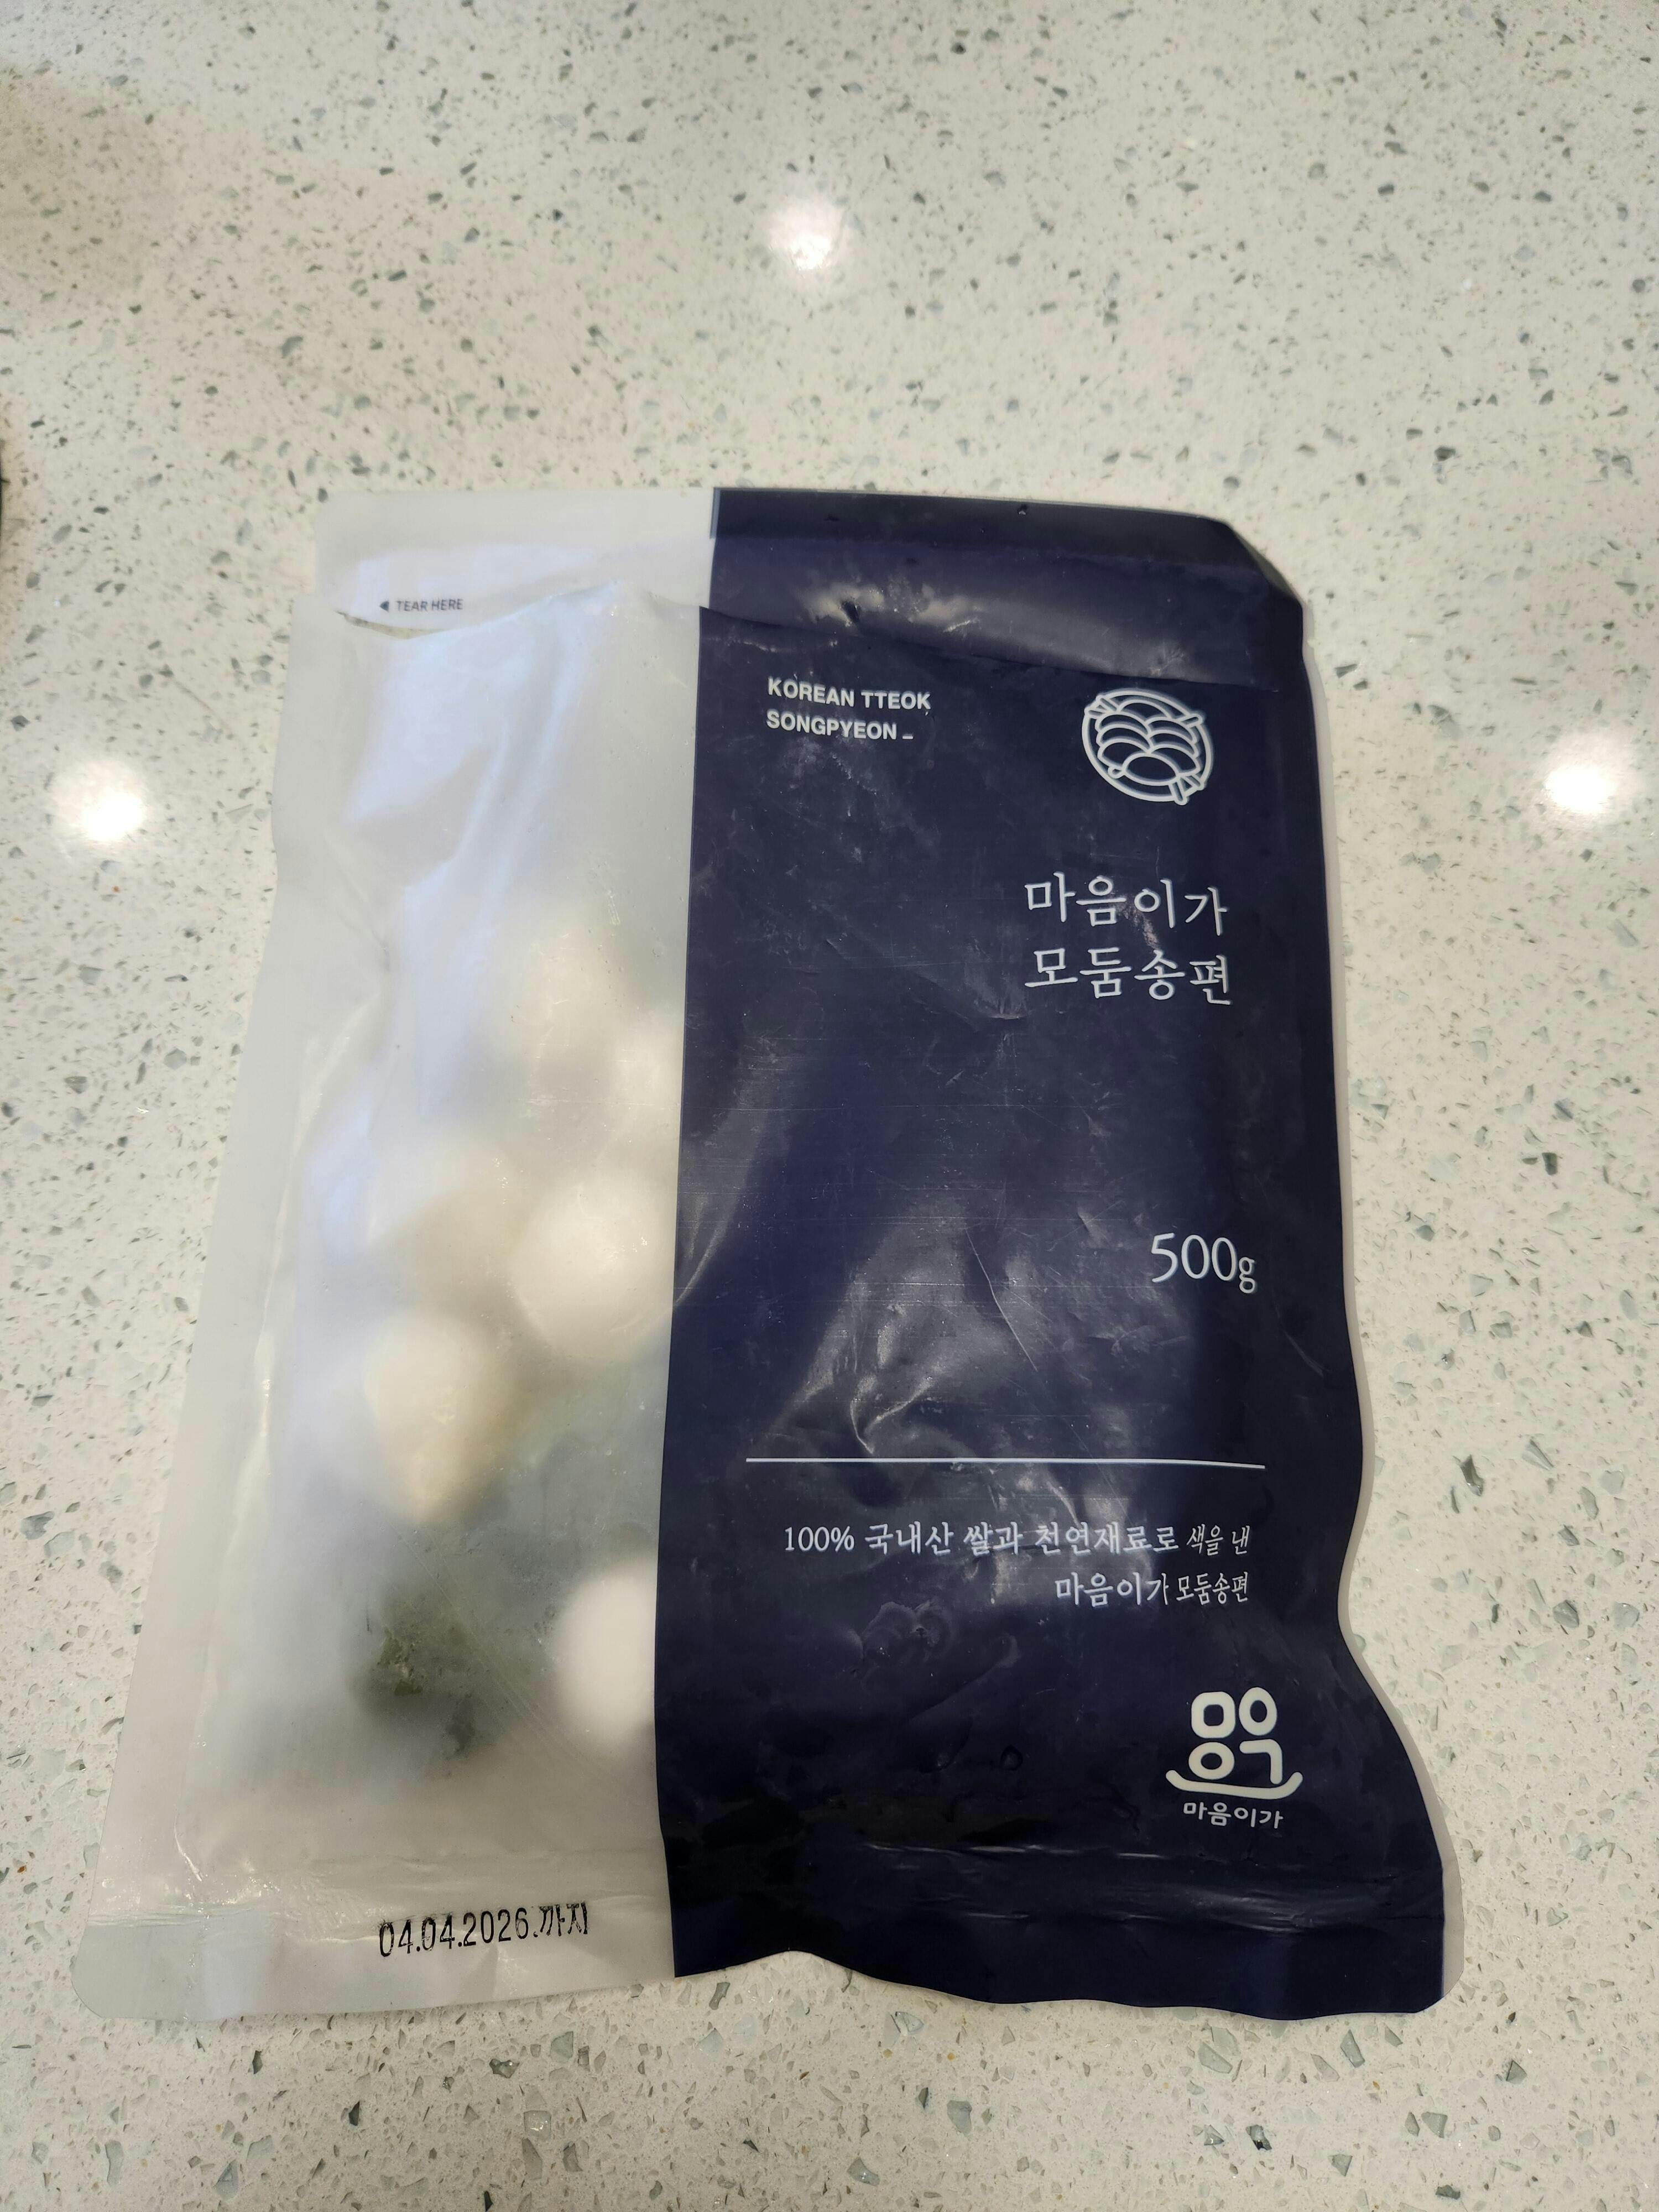 ◀ TEAR HERE
KOREAN TTEOK
SONGPYEON –
마음이가
모둠송편
500g
100% 국내산 쌀과 천연재료로 색을 낸
마음이가 모둠송편
마음이가
04.04.2026.까지